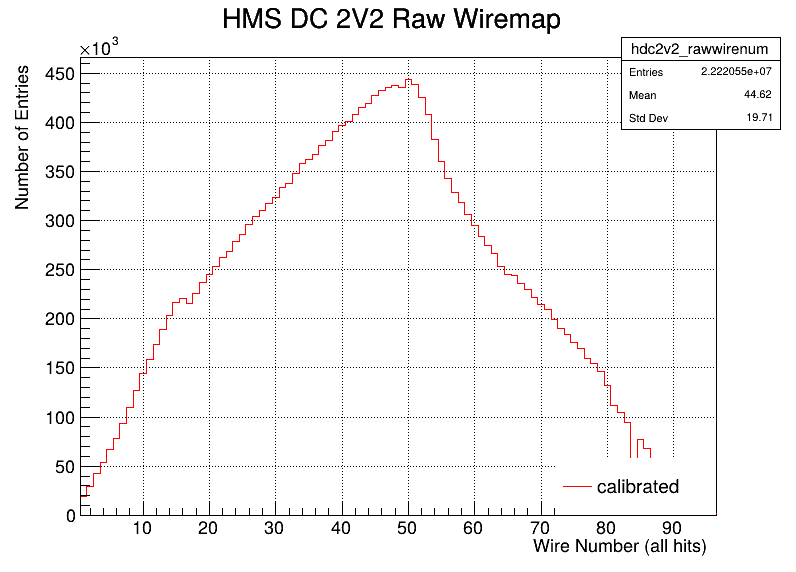 HMS DC 2V2 Raw Wiremap
×10³
hdc2v2_rawwirenum
Entries 2.222055e+07
Mean 44.62
Std Dev 19.71
Number of Entries
450
400
350
300
250
200
150
100
50
0
calibrated
10 20 30 40 50 60 70 80 90
Wire Number (all hits)